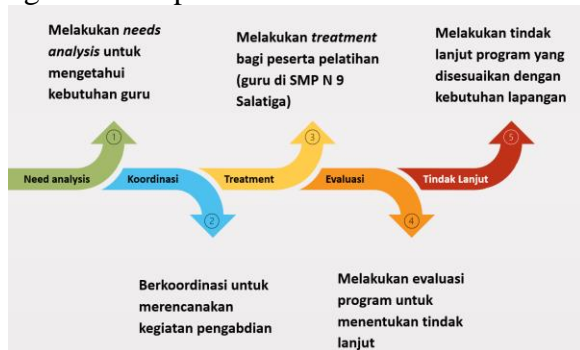 Melakukan needs
analysis untuk
mengetahui
kebutuhan guru
Melakukan treatment
bagi peserta pelatihan
(guru di SMP N 9
Salatiga)
Melakukan tindak
lanjut program yang
disesuaikan dengan
kebutuhan lapangan
1
3
5
Need analysis
Koordinasi
Treatment
Evaluasi
Tindak Lanjut
2
4
Berkoordinasi untuk
merencanakan
kegiatan pengabdian
Melakukan evaluasi
program untuk
menentukan tindak
lanjut